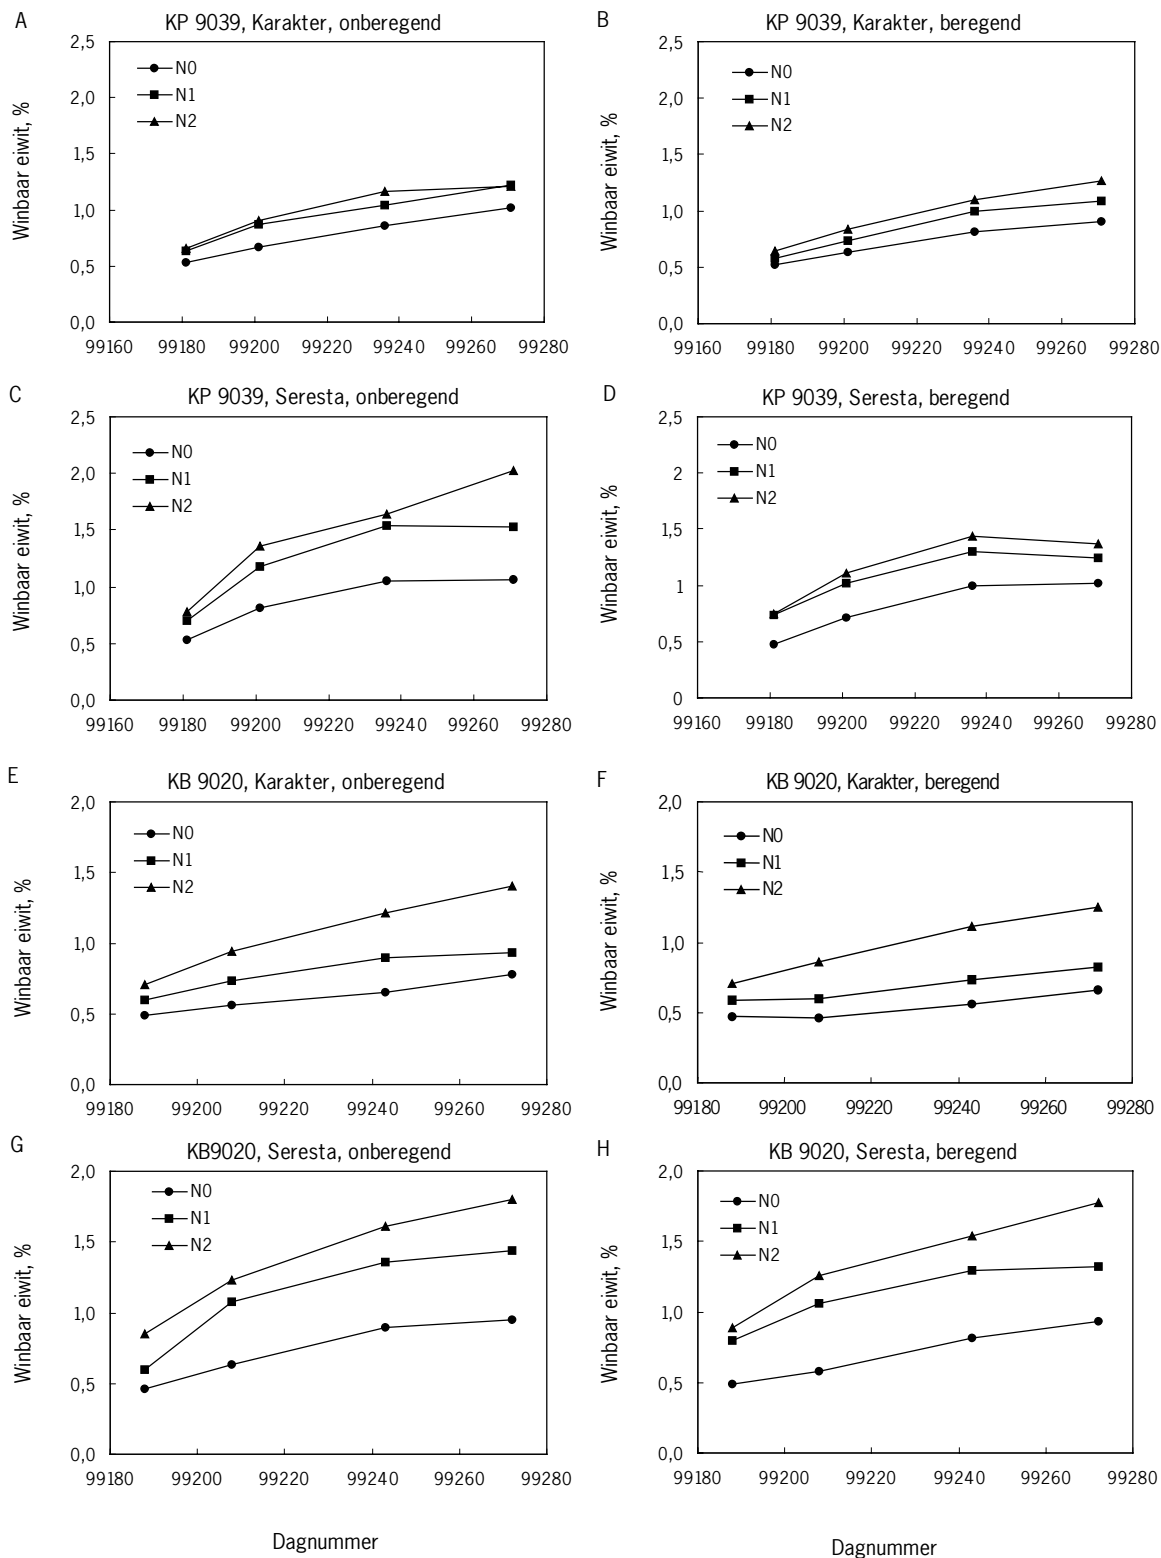 A
KP 9039, Karakter, onberegend
2,5
2,0
1,5
1,0
0,5
0,0
Winbaar eiwit, %
N0
N1
N2
99160 99180 99200 99220 99240 99260 99280
B
KP 9039, Karakter, beregend
2,5
2,0
1,5
1,0
0,5
0,0
Winbaar eiwit, %
N0
N1
N2
99160 99180 99200 99220 99240 99260 99280
C
KP 9039, Seresta, onberegend
2,5
2,0
1,5
1,0
0,5
0,0
Winbaar eiwit, %
N0
N1
N2
99160 99180 99200 99220 99240 99260 99280
D
KP 9039, Seresta, beregend
2,5
2
1,5
1
0,5
0
Winbaar eiwit, %
N0
N1
N2
99160 99180 99200 99220 99240 99260 99280
E
KB 9020, Karakter, onberegend
2,0
1,5
1,0
0,5
0,0
Winbaar eiwit, %
N0
N1
N2
99180 99200 99220 99240 99260 99280
F
KB 9020, Karakter, beregend
2,0
1,5
1,0
0,5
0,0
Winbaar eiwit, %
N0
N1
N2
99180 99200 99220 99240 99260 99280
G
KB9020, Seresta, onberegend
2,0
1,5
1,0
0,5
0,0
Winbaar eiwit, %
N0
N1
N2
99180 99200 99220 99240 99260 99280
Dagnummer
H
KB 9020, Seresta, beregend
2,0
1,5
1,0
0,5
0,0
Winbaar eiwit, %
N0
N1
N2
99180 99200 99220 99240 99260 99280
Dagnummer